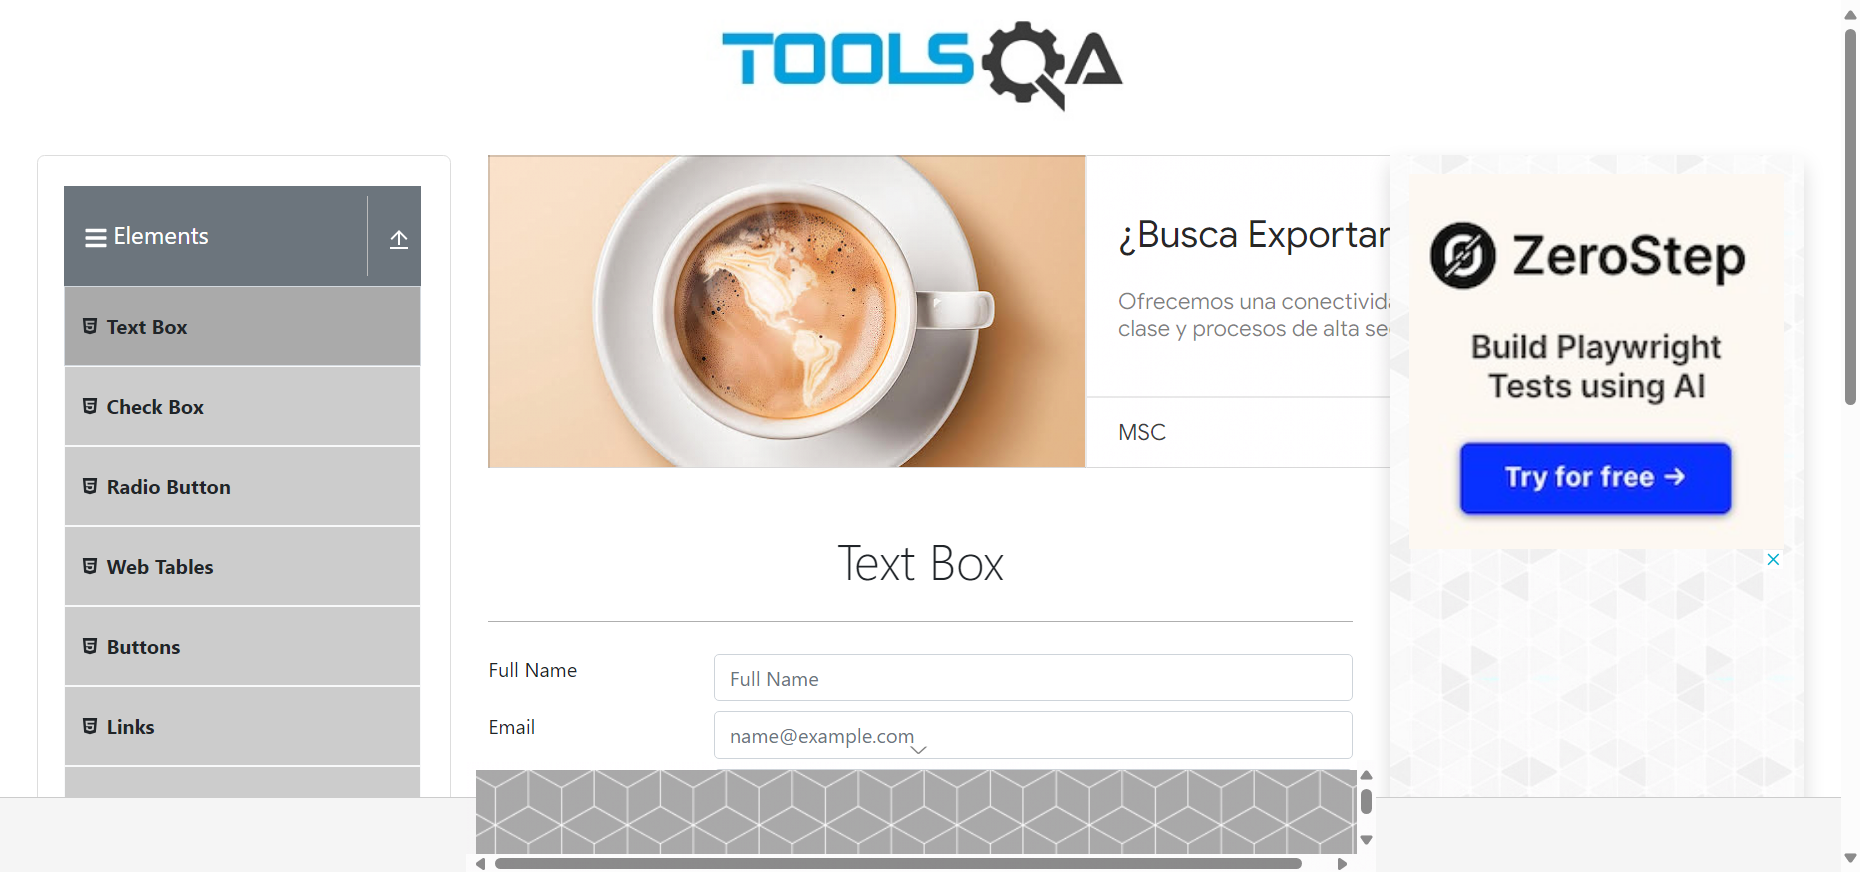 TOOLSQA
Elements
Text Box
Check Box
Radio Button
Web Tables
Buttons
Links
¿Busca Exportar
Ofrecemos una conectivid
clase y procesos de alta se
MSC
Text Box
Full Name
Full Name
Email
name@example.com
ZeroStep
Build Playwright
Tests using AI
Try for free →